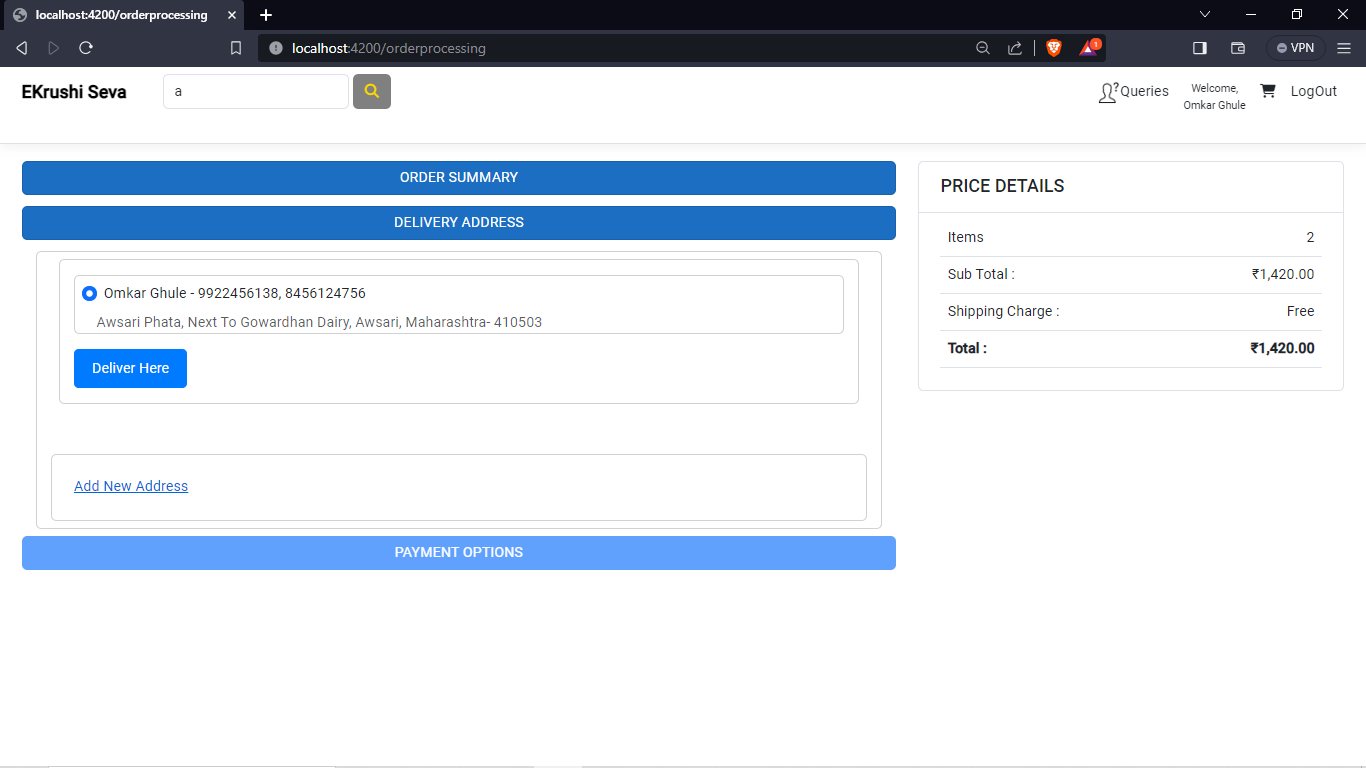 localhost:4200/orderprocessing
localhost:4200/orderprocessing
1
VPN
EKrushi Seva
a
Queries
Welcome,
Omkar Ghule
LogOut
ORDER SUMMARY
DELIVERY ADDRESS
Omkar Ghule - 9922456138, 8456124756
Awsari Phata, Next To Gowardhan Dairy, Awsari, Maharashtra- 410503
Deliver Here
Add New Address
PAYMENT OPTIONS
PRICE DETAILS
Items 2
Sub Total : ₹1,420.00
Shipping Charge : Free
Total : ₹1,420.00